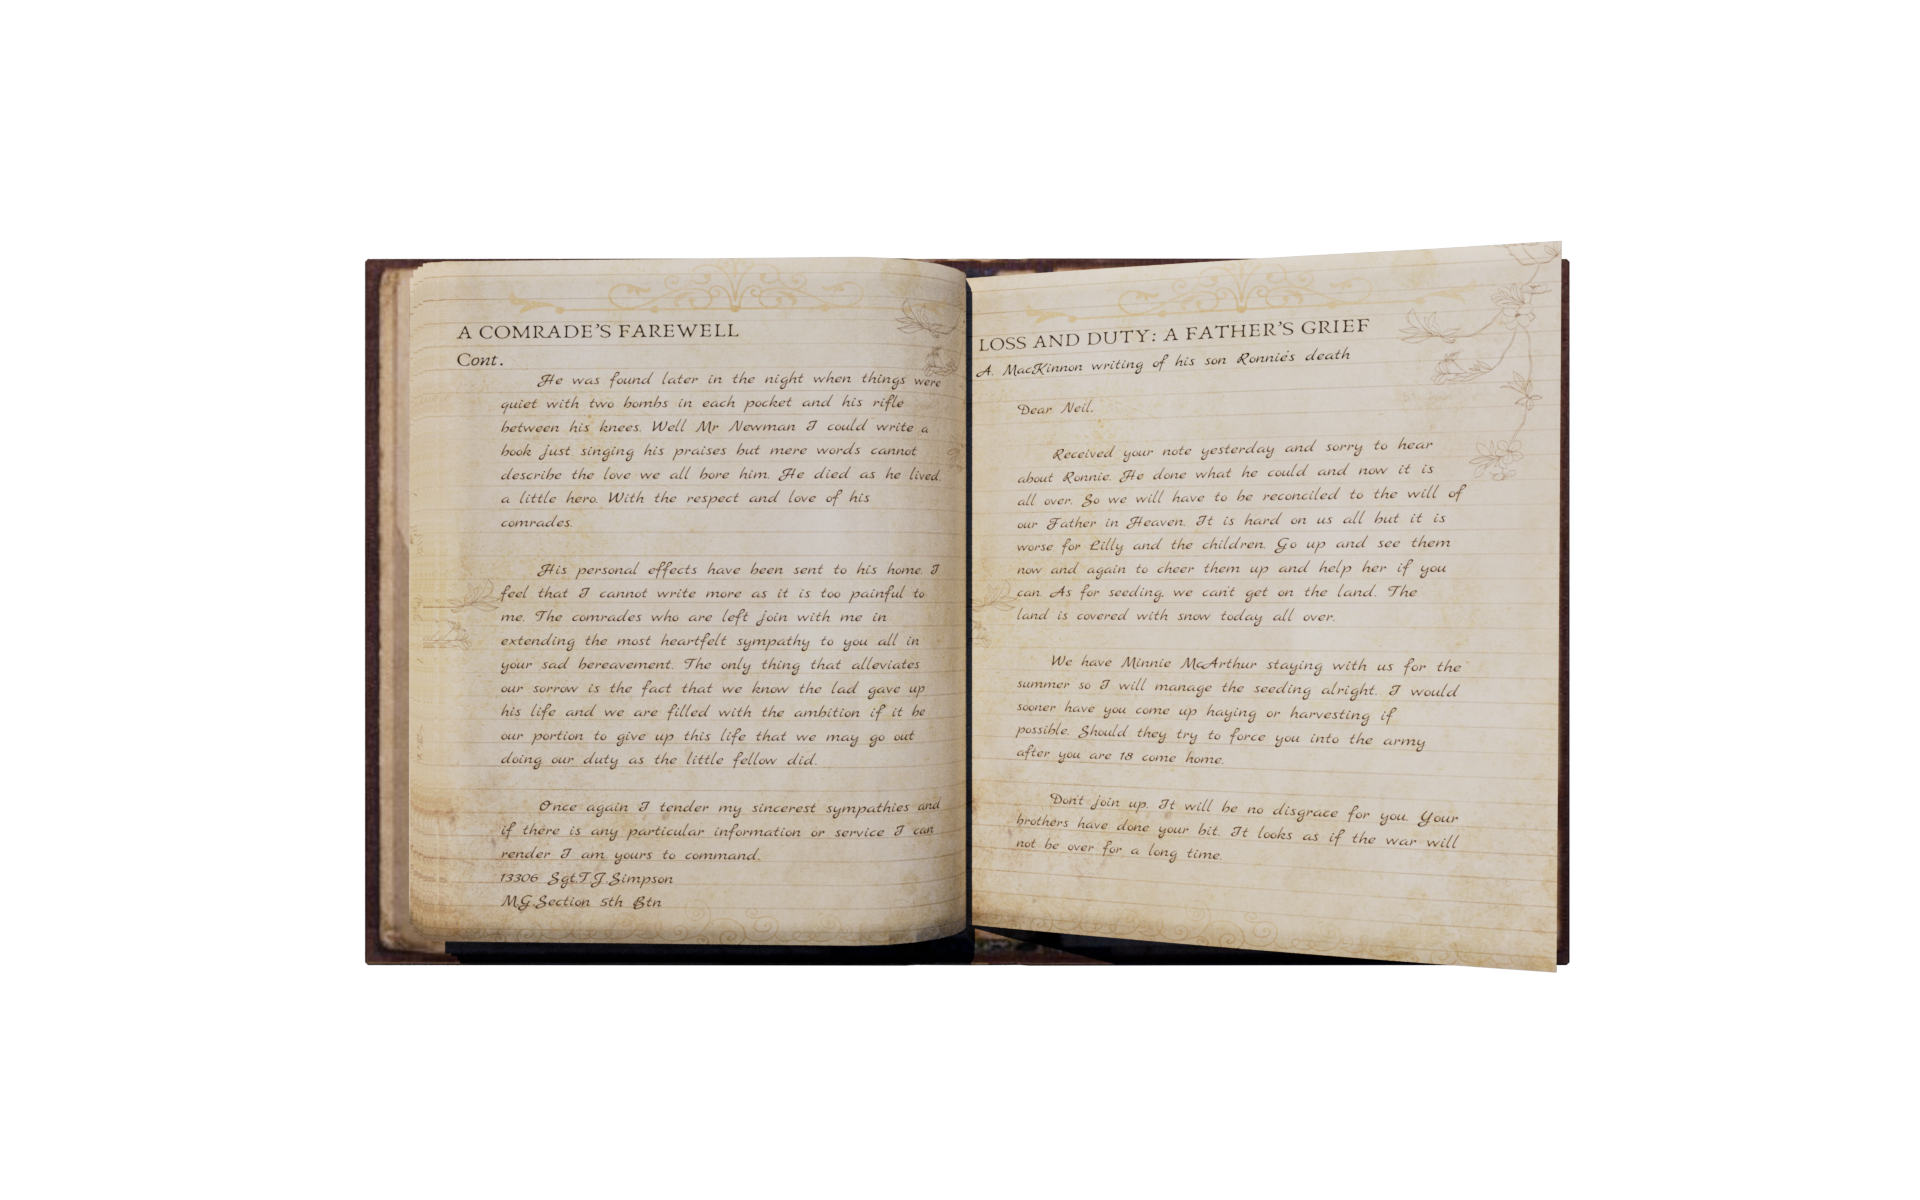 A COMRADE'S FAREWELL
Cont.
He was found later in the night when things were
quiet with two bombs in each pocket and his rifle
between his knees. Well Mr Newman I could write a
book just singing his praises but mere words cannot
describe the love we all bore him. He died as he lived,
a little hero. With the respect and love of his
comrades.
His personal effects have been sent to his home. I
feel that I cannot write more as it is too painful to
me. The comrades who are left join with me in
extending the most heartfelt sympathy to you all in
your sad bereavement. The only thing that alleviates
our sorrow is the fact that we know the lad gave up
his life and we are filled with the ambition if it be
our portion to give up this life that we may go out
doing our duty as the little fellow did.
Once again I tender my sincerest sympathies and
if there is any particular information or service I can
render I am yours to command.
13306 Sgt.T.J.Simpson
M.G.Section 5th Btn
LOSS AND DUTY: A FATHER'S GRIEF
A. MacKinnon writing of his son Ronnie's death
Dear Neil,
Received your note yesterday and sorry to hear
about Ronnie. He done what he could and now it is
all over. So we will have to be reconciled to the will of
our Father in Heaven. It is hard on us all but it is
worse for Lilly and the children. Go up and see them
now and again to cheer them up and help her if you
can. As for seeding, we can't get on the land. The
land is covered with snow today all over.
We have Minnie McArthur staying with us for the
summer so I will manage the seeding alright. I would
sooner have you come up haying or harvesting if
possible. Should they try to force you into the army
after you are 18 come home.
Don't join up. It will be no disgrace for you. Your
brothers have done your bit. It looks as if the war will
not be over for a long time.